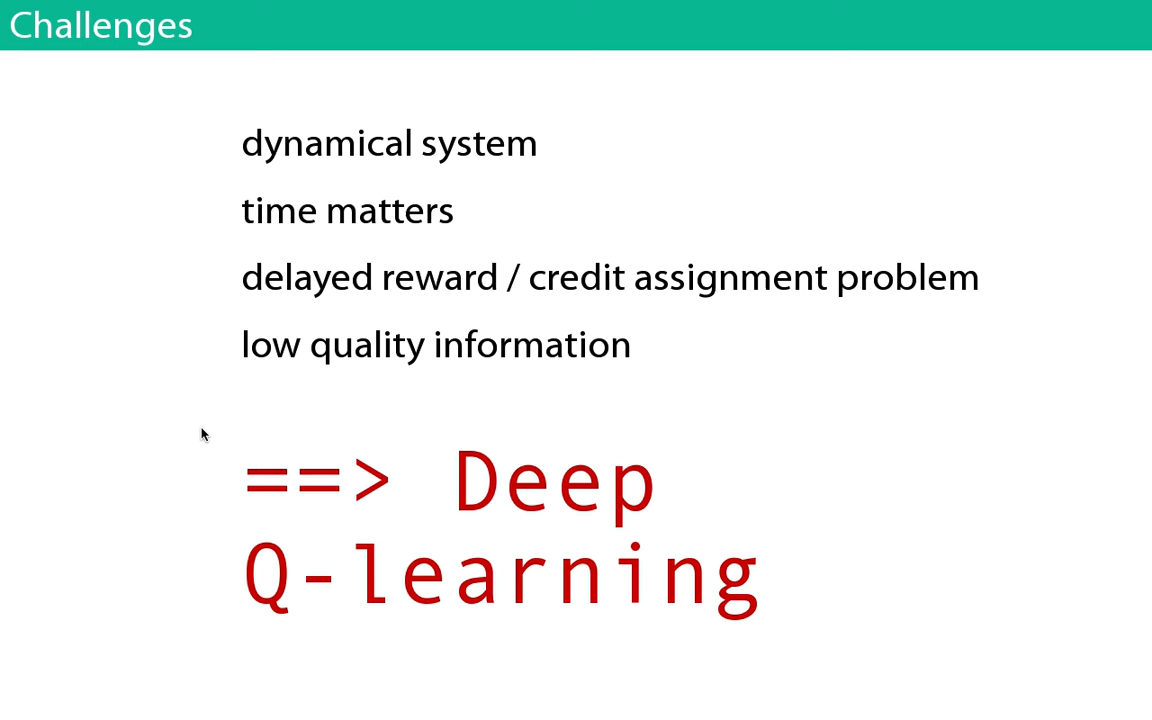 Challenges
dynamical system
time matters
delayed reward / credit assignment problem
low quality information
==> Deep
Q-learning